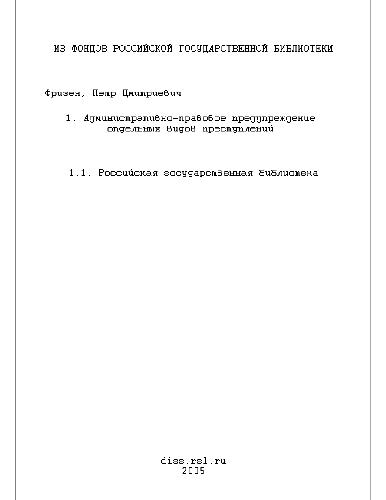 ИЗ ФОНДОВ РОССИЙСКОЙ ГОСУДАРСТВЕННОЙ БИБЛИОТЕКИ
Фризен, Петр Дмитриевич
1. Административно-правовое предупреждение
отдельных видов преступлений
1.1. Российская государственная библиотека
diss.rsl.ru
2005